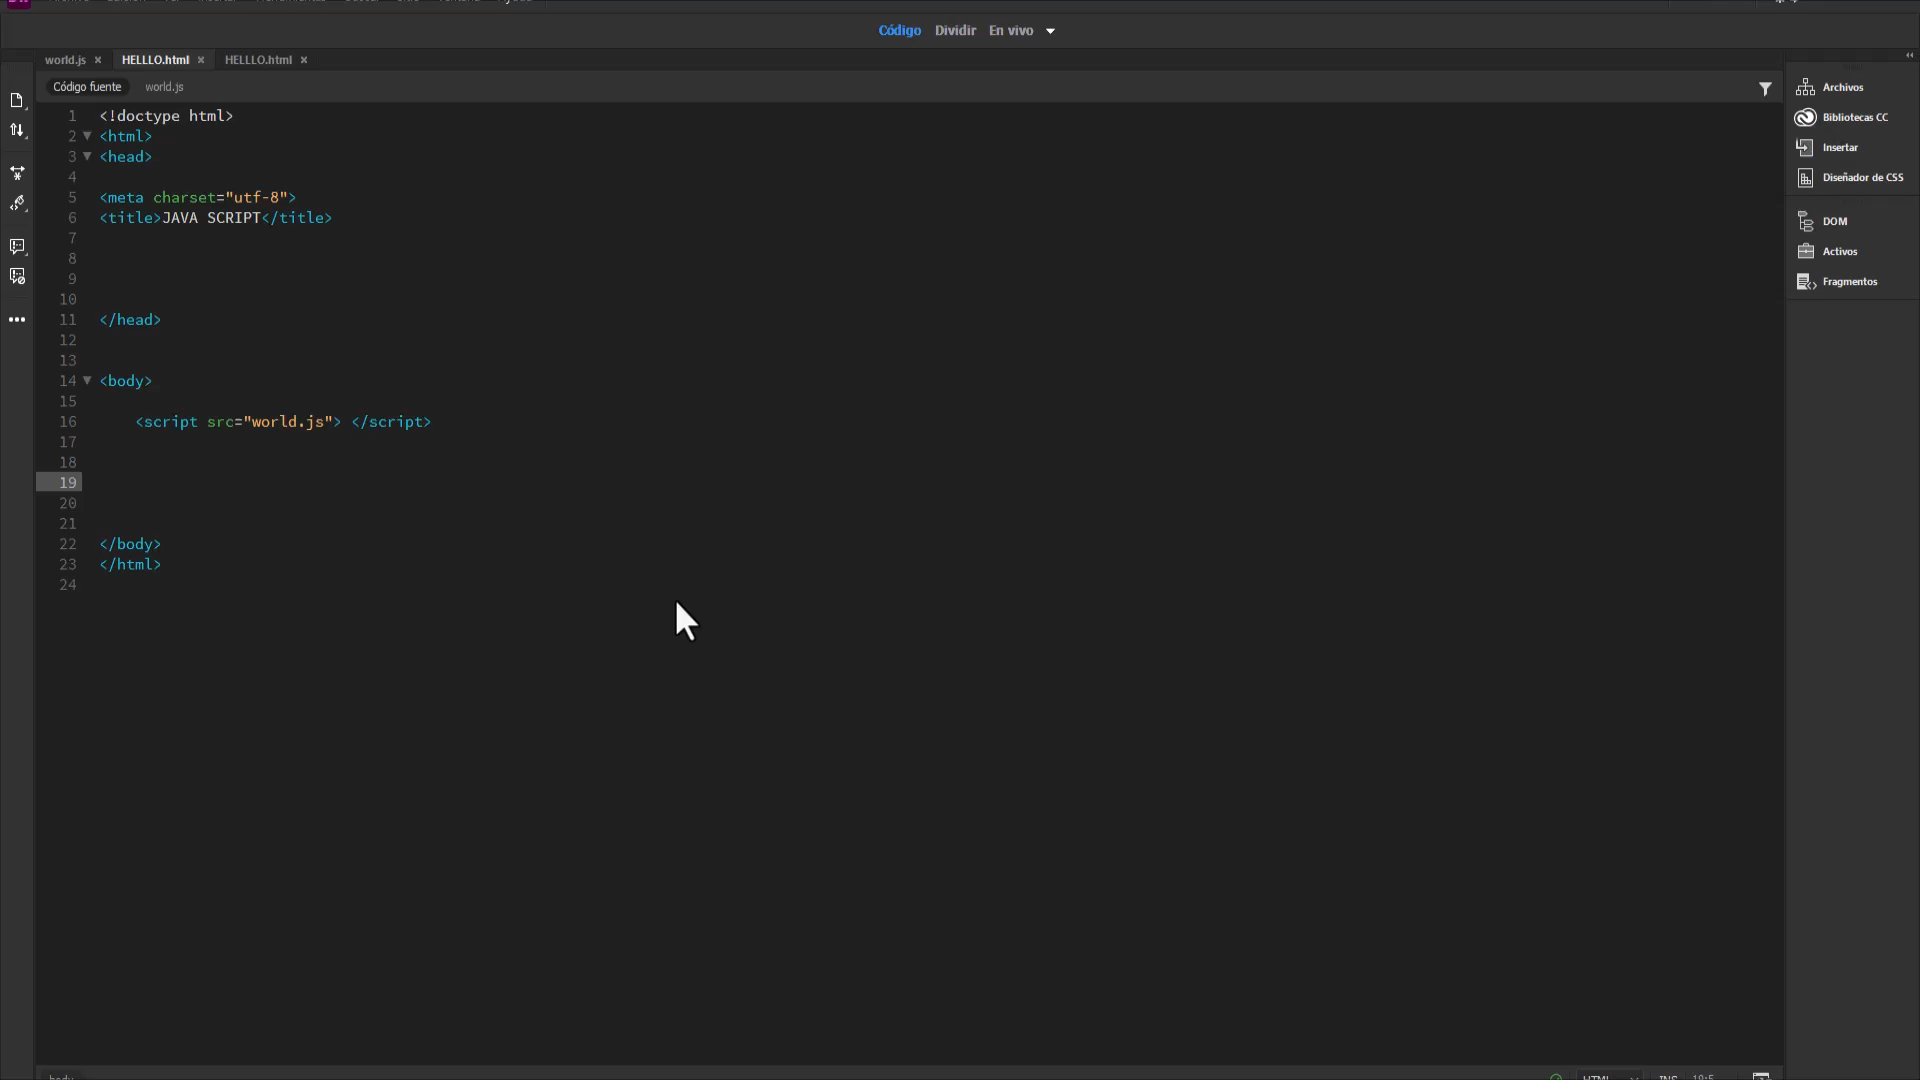 Código Dividir En vivo
world.js × HELLLO.html × HELLLO.html ×
Código fuente world.js
1 <!doctype html>
2 <html>
3 <head>
4
5 <meta charset="utf-8">
6 <title>JAVA SCRIPT</title>
7
8
9
10
11 </head>
12
13
14 <body>
15
16 <script src="world.js"> </script>
17
18
19
20
21
22 </body>
23 </html>
24
Archivos
Bibliotecas CC
Insertar
Diseñador de CSS
DOM
Activos
Fragmentos